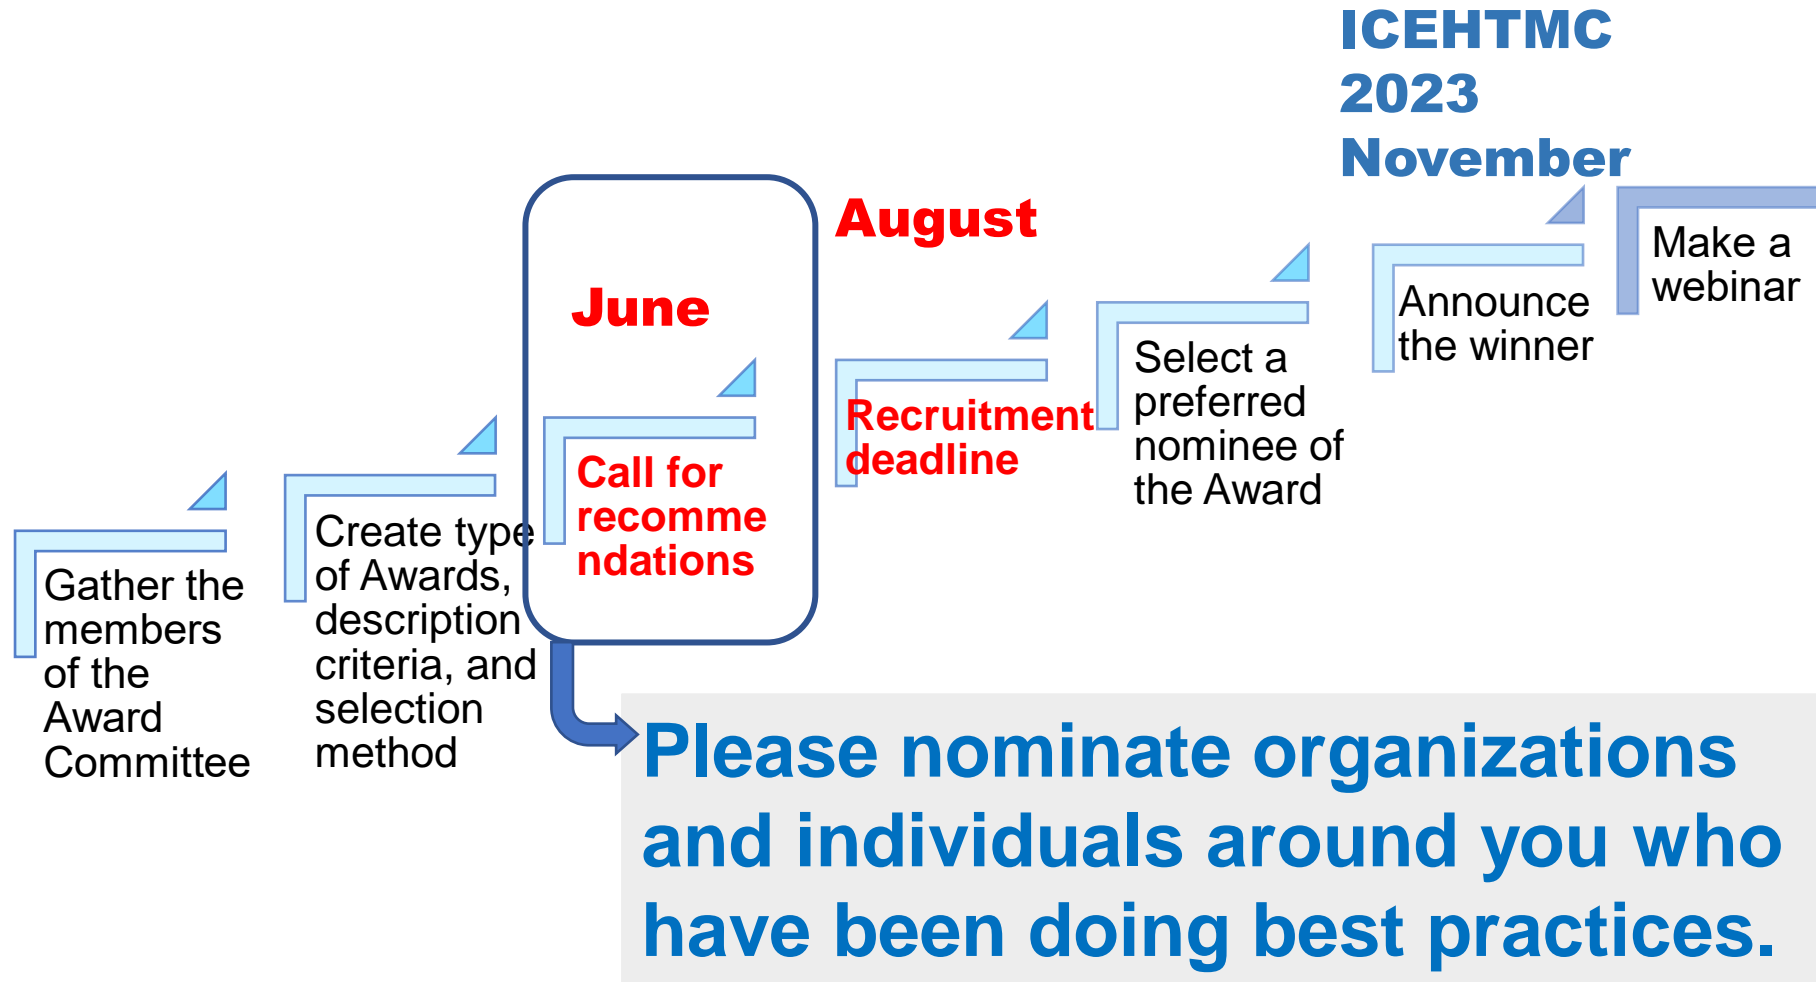 Gather the
members
of the
Award
Committee
Create type
of Awards,
description
criteria, and
selection
method
June
Call for
recomme
ndations
August
Recruitment
deadline
Select a
preferred
nominee of
the Award
ICEHTMC
2023
November
Announce
the winner
Make a
webinar
Please nominate organizations
and individuals around you who
have been doing best practices.